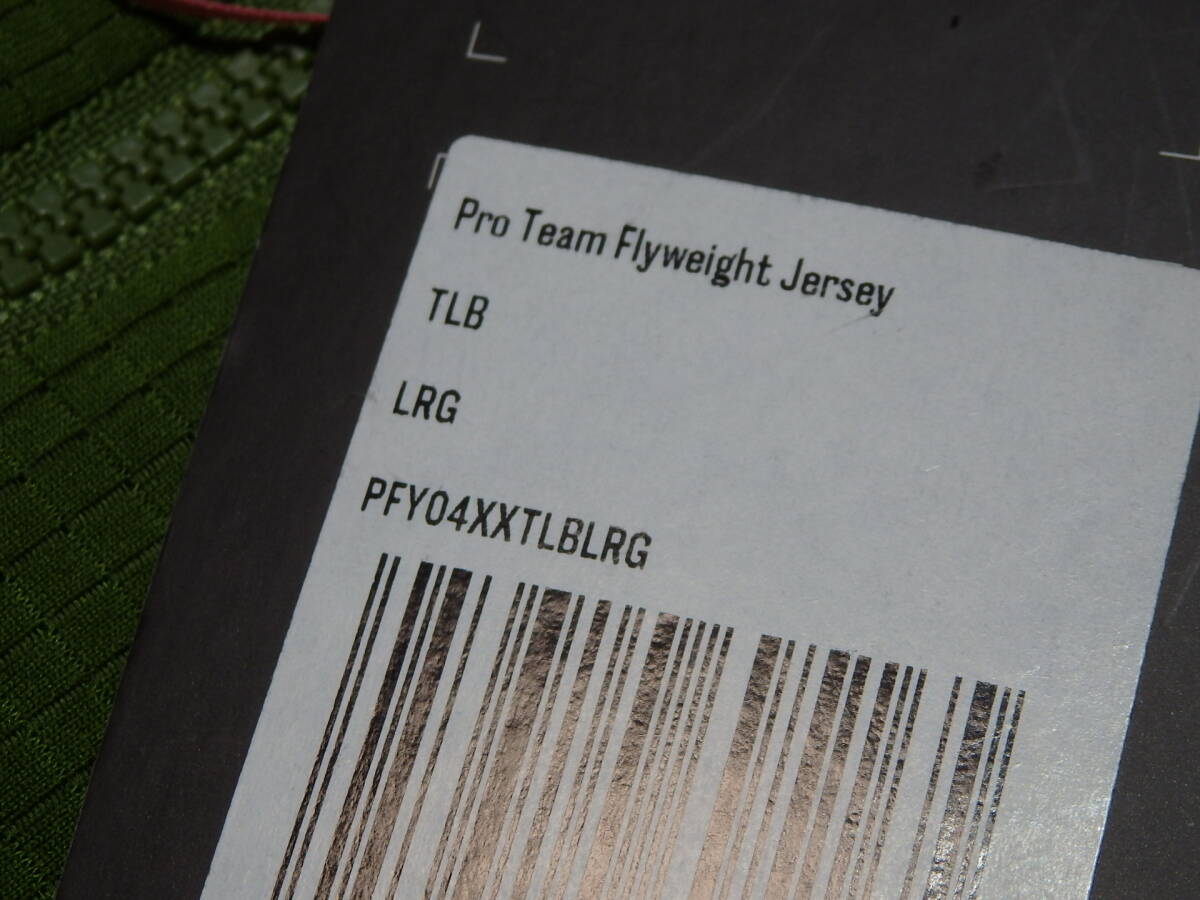 Pro Team Flyweight Jersey
TLB
LRG
PFY04XXTLBLRG